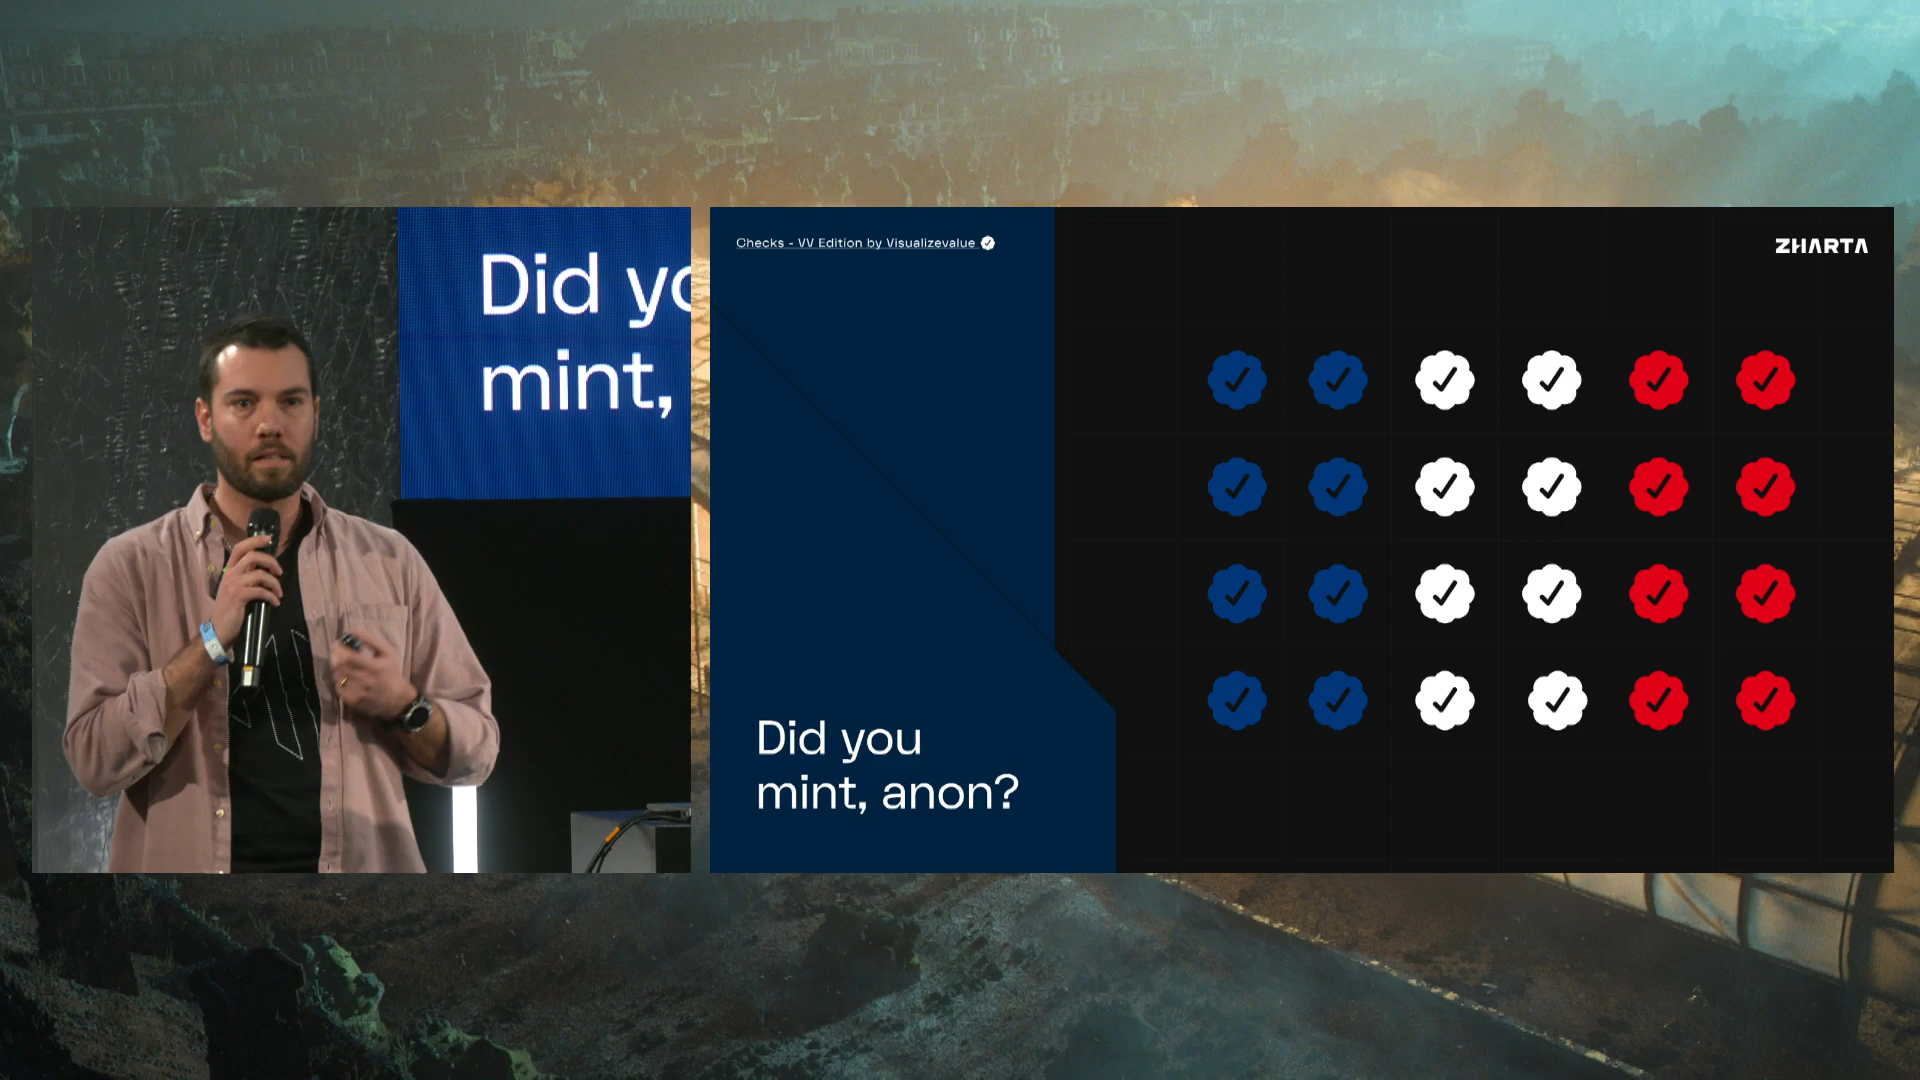 Did yo
mint,
Checks - VV Edition by Visualizevalue
ZHARTA
Did you
mint, anon?